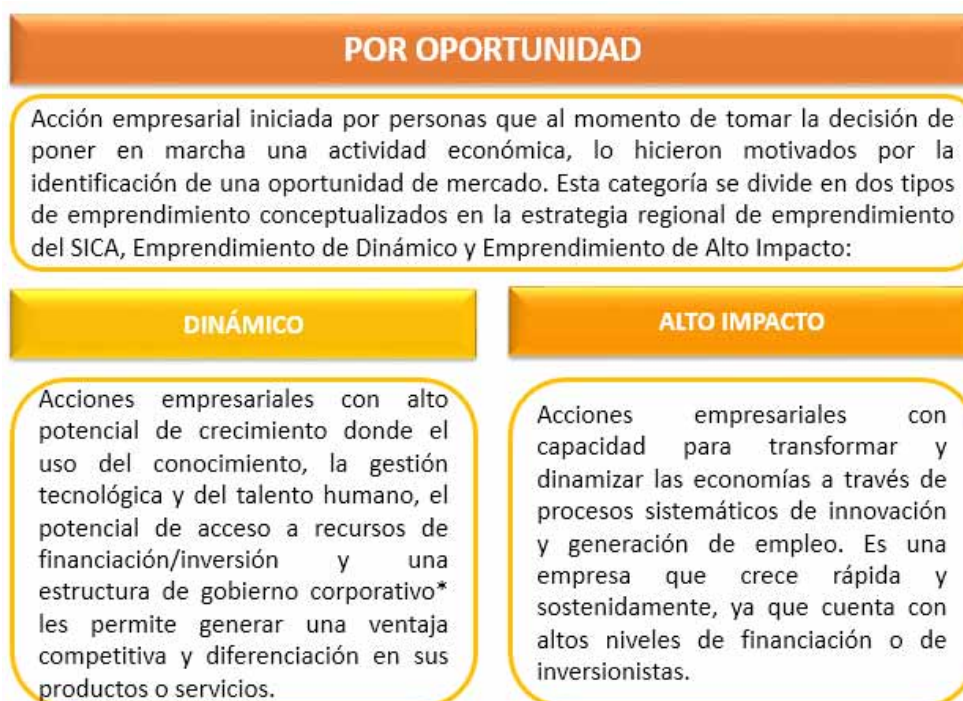 POR OPORTUNIDAD
Acción empresarial iniciada por personas que al momento de tomar la decisión de
poner en marcha una actividad económica, lo hicieron motivados por la
identificación de una oportunidad de mercado. Esta categoría se divide en dos tipos
de emprendimiento conceptualizados en la estrategia regional de emprendimiento
del SICA, Emprendimiento de Dinámico y Emprendimiento de Alto Impacto:
DINÁMICO
Acciones empresariales con alto
potencial de crecimiento donde el
uso del conocimiento, la gestión
tecnológica y del talento humano, el
potencial de acceso a recursos de
financiación/inversión y una
estructura de gobierno corporativo*
les permite generar una ventaja
competitiva y diferenciación en sus
productos o servicios.
ALTO IMPACTO
Acciones empresariales con
capacidad para transformar y
dinamizar las economías a través de
procesos sistemáticos de innovación
y generación de empleo. Es una
empresa que crece rápida y
sostenidamente, ya que cuenta con
altos niveles de financiación o de
inversionistas.